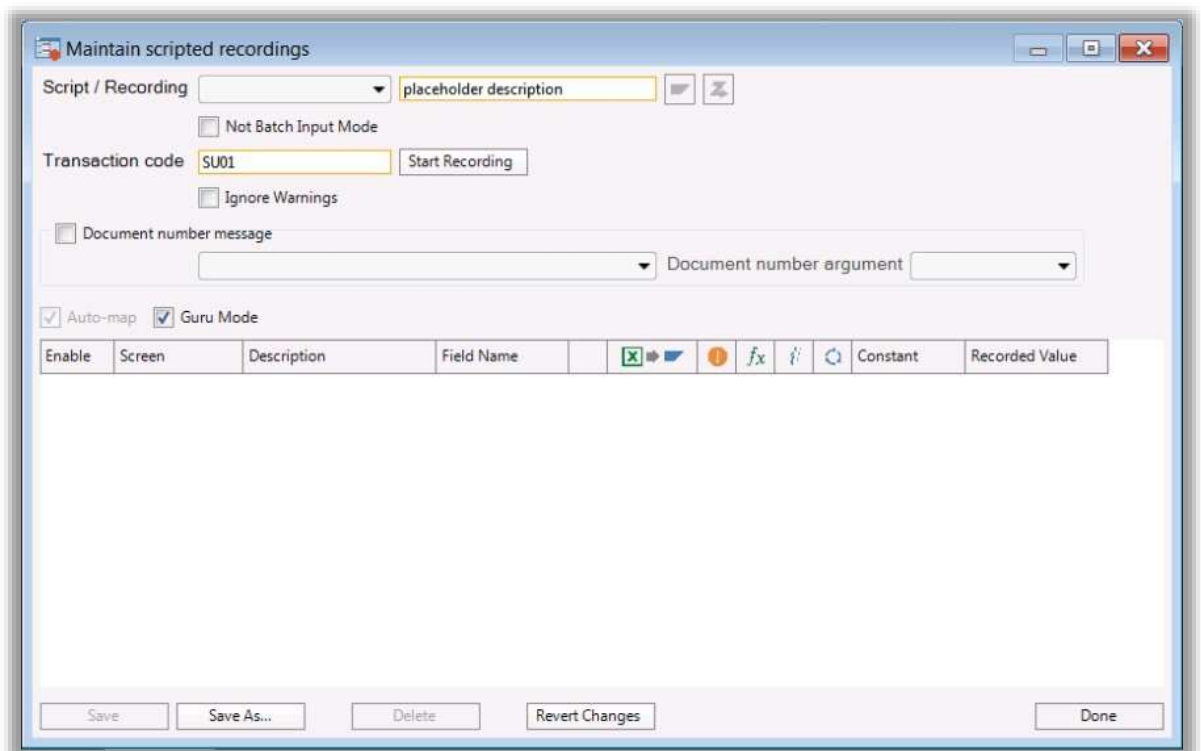 Maintain scripted recordings
Script / Recording placeholder description
Not Batch Input Mode
Transaction code SU01 Start Recording
Ignore Warnings
Document number message
Document number argument
Auto-map Guru Mode
Enable Screen Description Field Name fx Constant Recorded Value
Save Save As... Delete Revert Changes Done